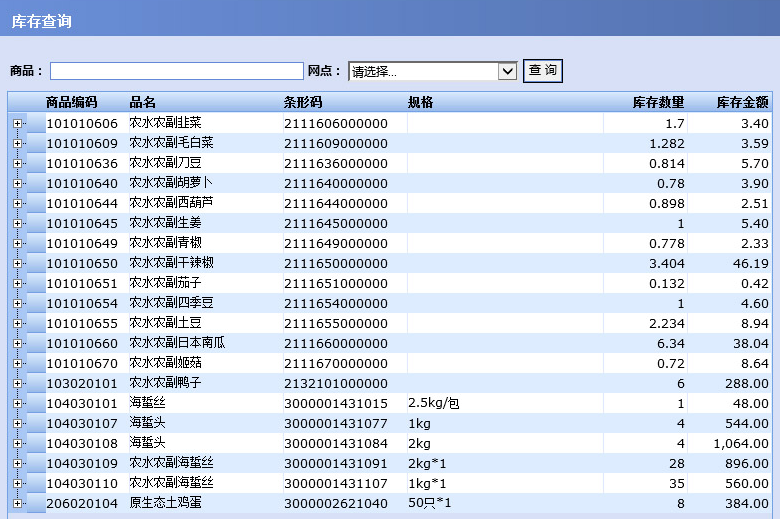 库存查询
商品： 网点： 请选择... 查 询
商品编码 品名 条形码 规格 库存数量 库存金额
101010606 农水农副韭菜 2111606000000 1.7 3.40
101010609 农水农副毛白菜 2111609000000 1.282 3.59
101010636 农水农副刀豆 2111636000000 0.814 5.70
101010640 农水农副胡萝卜 2111640000000 0.78 3.90
101010644 农水农副西葫芦 2111644000000 0.898 2.51
101010645 农水农副生姜 2111645000000 1 5.40
101010649 农水农副青椒 2111649000000 0.778 2.33
101010650 农水农副干辣椒 2111650000000 3.404 46.19
101010651 农水农副茄子 2111651000000 0.132 0.42
101010654 农水农副四季豆 2111654000000 1 4.60
101010655 农水农副土豆 2111655000000 2.234 8.94
101010660 农水农副日本南瓜 2111660000000 6.34 38.04
101010670 农水农副姬菇 2111670000000 0.72 8.64
103020101 农水农副鸭子 2132101000000 6 288.00
104030101 海蜇丝 3000001431015 2.5kg/包 1 48.00
104030107 海蜇头 3000001431077 1kg 4 544.00
104030108 海蜇头 3000001431084 2kg 4 1,064.00
104030109 农水农副海蜇丝 3000001431091 2kg*1 28 896.00
104030110 农水农副海蜇丝 3000001431107 1kg*1 35 560.00
206020104 原生态土鸡蛋 3000002621040 50只*1 8 384.00